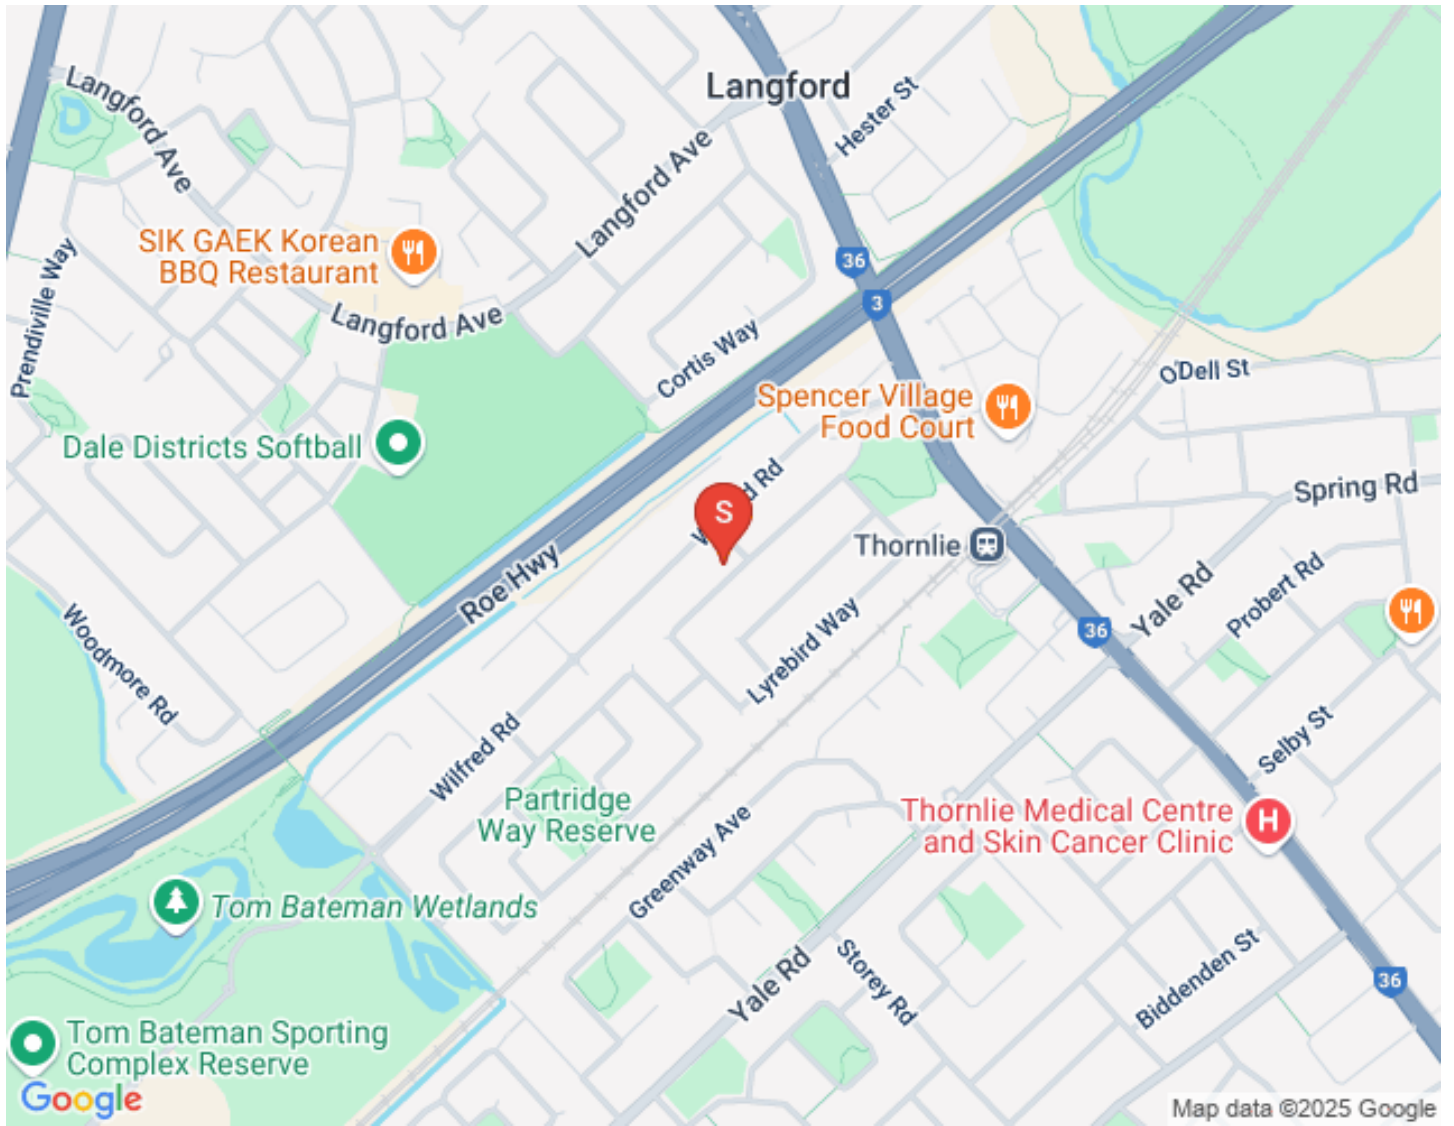 Langford
Hester St
Langford Ave
Langford Ave
SIK GAEK Korean
BBQ Restaurant
36
3
Prendiville Way
Langford Ave
Cortis Way
O'Dell St
Spencer Village
Food Court
Dale Districts Softball
Spring Rd
S
Rd
Thornlie
Roe Hwy
Probert Rd
Yale Rd
36
Woodmore Rd
Lyrebird Way
Wilfred Rd
Selby St
Partridge
Way Reserve
Thornlie Medical Centre
and Skin Cancer Clinic
H
Greenway Ave
Tom Bateman Wetlands
Storey Rd
Biddenden St
Yale Rd
36
Tom Bateman Sporting
Complex Reserve
Google
Map data ©2025 Google